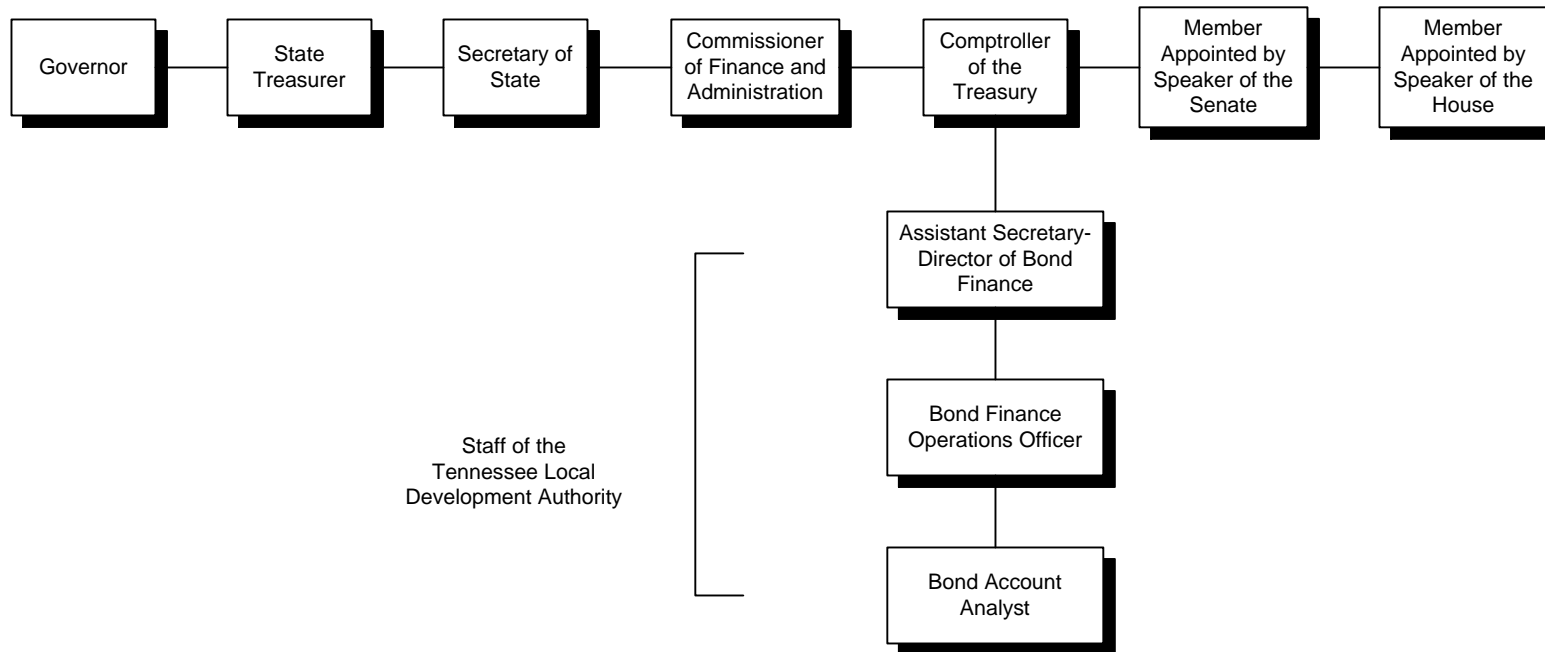 Governor
State
Treasurer
Secretary of
State
Commissioner
of Finance and
Administration
Comptroller
of the
Treasury
Member
Appointed by
Speaker of the
Senate
Member
Appointed by
Speaker of the
House
Assistant Secretary-
Director of Bond
Finance
Bond Finance
Operations Officer
Staff of the
Tennessee Local
Development Authority
Bond Account
Analyst